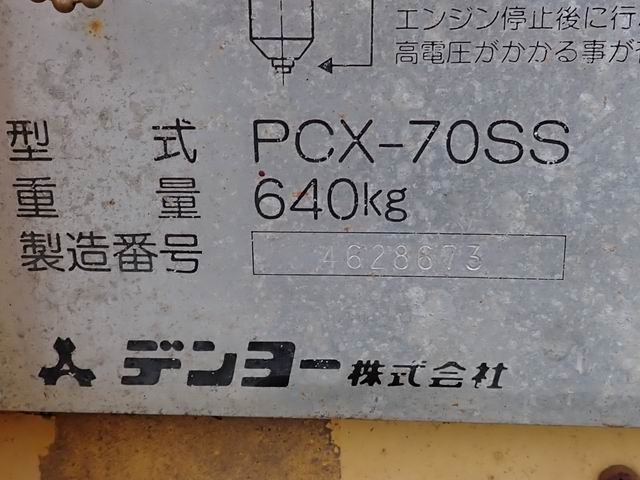 エンジン停止後に行
高電圧がかかる事が
型 式 PCX-70SS
重 量 640kg
製造番号 4628673
デンヨー株式会社